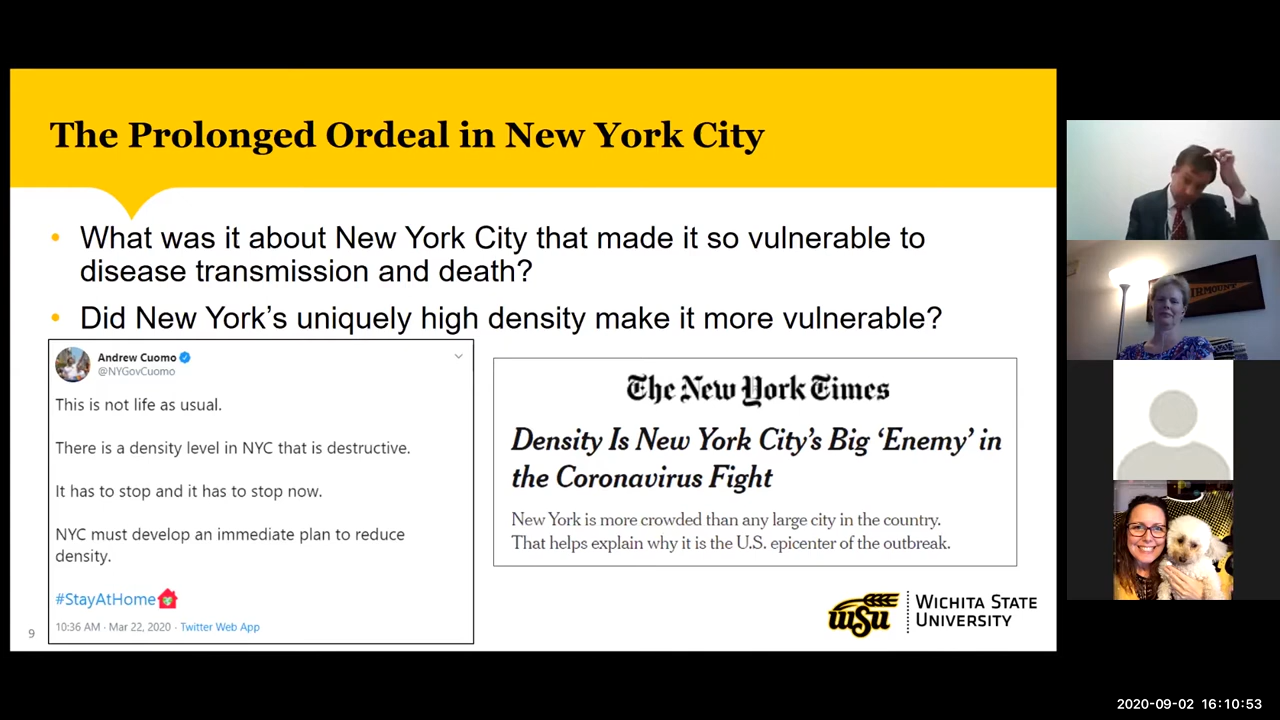 The Prolonged Ordeal in New York City
• What was it about New York City that made it so vulnerable to
disease transmission and death?
• Did New York's uniquely high density make it more vulnerable?
Andrew Cuomo
@NYGovCuomo
This is not life as usual.
There is a density level in NYC that is destructive.
It has to stop and it has to stop now.
NYC must develop an immediate plan to reduce
density.
#StayAtHome
10:36 AM · Mar 22, 2020 · Twitter Web App
The New York Times
Density Is New York City's Big ‘Enemy’ in
the Coronavirus Fight
New York is more crowded than any large city in the country.
That helps explain why it is the U.S. epicenter of the outbreak.
9
WSU
WICHITA STATE
UNIVERSITY
IRMOUNT
2020-09-02 16:10:53